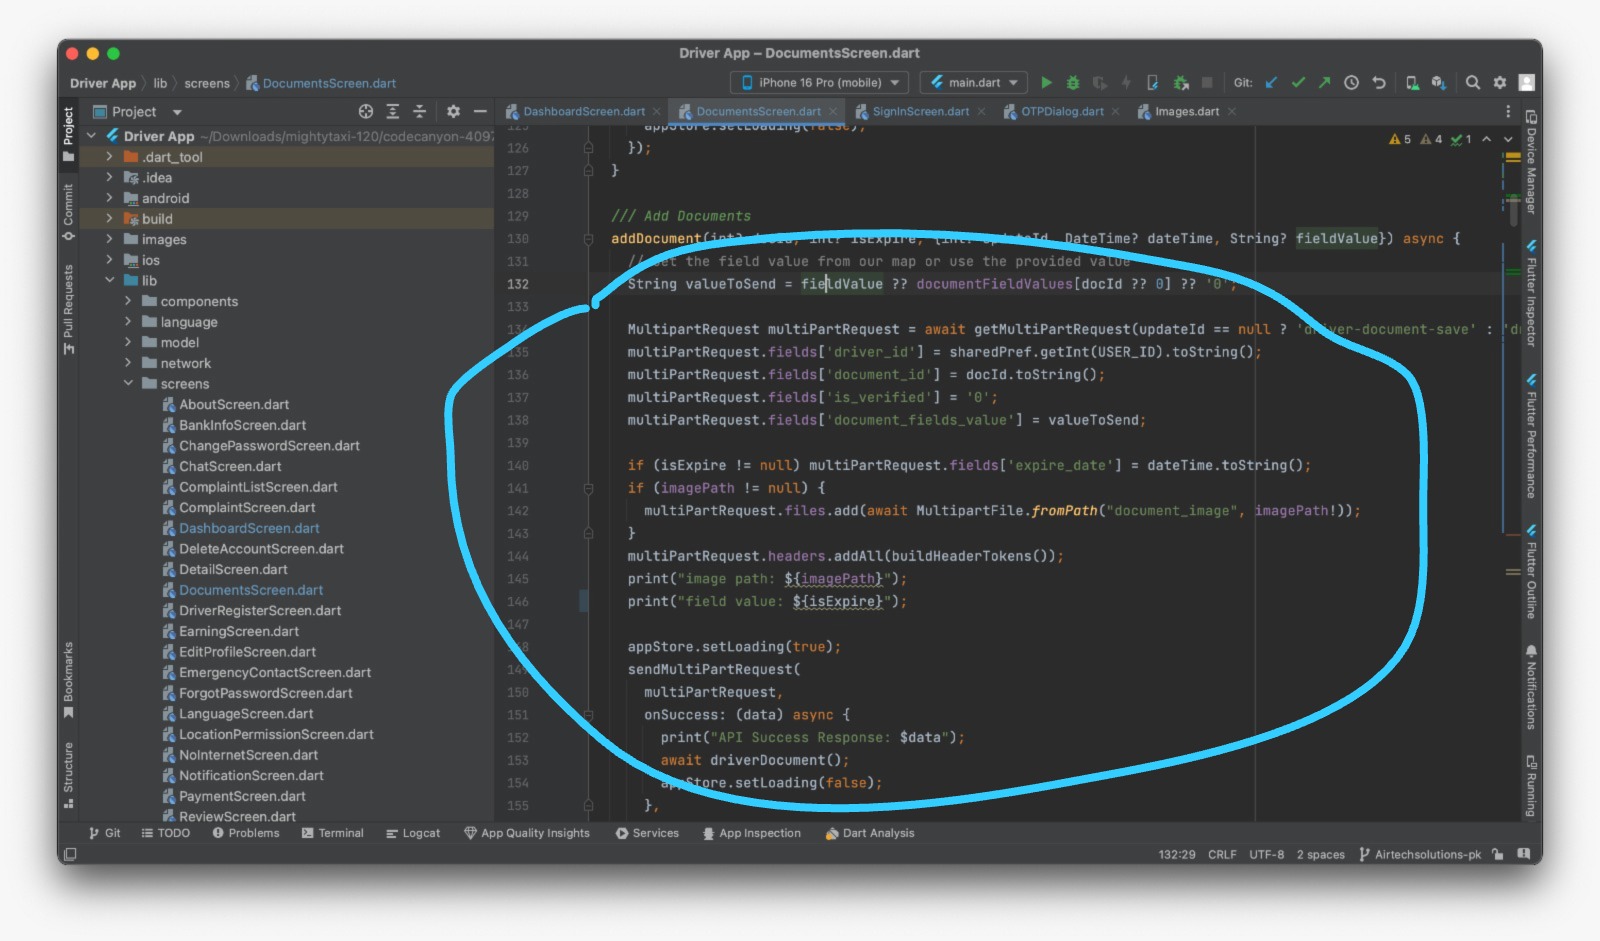 Driver App – DocumentsScreen.dart
Driver App lib screens DocumentsScreen.dart
iPhone 16 Pro (mobile) main.dart Git:
Project
DashboardScreen.dart DocumentsScreen.dart SignInScreen.dart OTPDialog.dart Images.dart
Project
Commit
Pull Requests
Bookmarks
Structure
Driver App ~/Downloads/mightytaxi-120/codecanyon-4097
.dart_tool
.idea
android
build
images
ios
lib
components
language
model
network
screens
AboutScreen.dart
BankInfoScreen.dart
ChangePasswordScreen.dart
ChatScreen.dart
ComplaintListScreen.dart
ComplaintScreen.dart
DashboardScreen.dart
DeleteAccountScreen.dart
DetailScreen.dart
DocumentsScreen.dart
DriverRegisterScreen.dart
EarningScreen.dart
EditProfileScreen.dart
EmergencyContactScreen.dart
ForgotPasswordScreen.dart
LanguageScreen.dart
LocationPermissionScreen.dart
NoInternetScreen.dart
NotificationScreen.dart
PaymentScreen.dart
ReviewScreen.dart
5 4 1
125 appStore.setLoading(false);
126 });
127 }
128
129 /// Add Documents
130 addDocument(int? docId, int? isExpire, {int? updateId, DateTime? dateTime, String? fieldValue}) async {
131 // Get the field value from our map or use the provided value
132 String valueToSend = fieldValue ?? documentFieldValues[docId ?? 0] ?? '0';
133
134 MultipartRequest multiPartRequest = await getMultiPartRequest(updateId == null ? 'driver-document-save' : 'd
135 multiPartRequest.fields['driver_id'] = sharedPref.getInt(USER_ID).toString();
136 multiPartRequest.fields['document_id'] = docId.toString();
137 multiPartRequest.fields['is_verified'] = '0';
138 multiPartRequest.fields['document_fields_value'] = valueToSend;
139
140 if (isExpire != null) multiPartRequest.fields['expire_date'] = dateTime.toString();
141 if (imagePath != null) {
142 multiPartRequest.files.add(await MultipartFile.fromPath("document_image", imagePath!));
143 }
144 multiPartRequest.headers.addAll(buildHeaderTokens());
145 print("image path: ${imagePath}");
146 print("field value: ${isExpire}");
147
148 appStore.setLoading(true);
149 sendMultiPartRequest(
150 multiPartRequest,
151 onSuccess: (data) async {
152 print("API Success Response: $data");
153 await driverDocument();
154 appStore.setLoading(false);
155 },
Device Manager
Flutter Inspector
Flutter Performance
Flutter Outline
Notifications
Running
Git TODO Problems Terminal Logcat App Quality Insights Services App Inspection Dart Analysis
132:29 CRLF UTF-8 2 spaces Airtechsolutions-pk